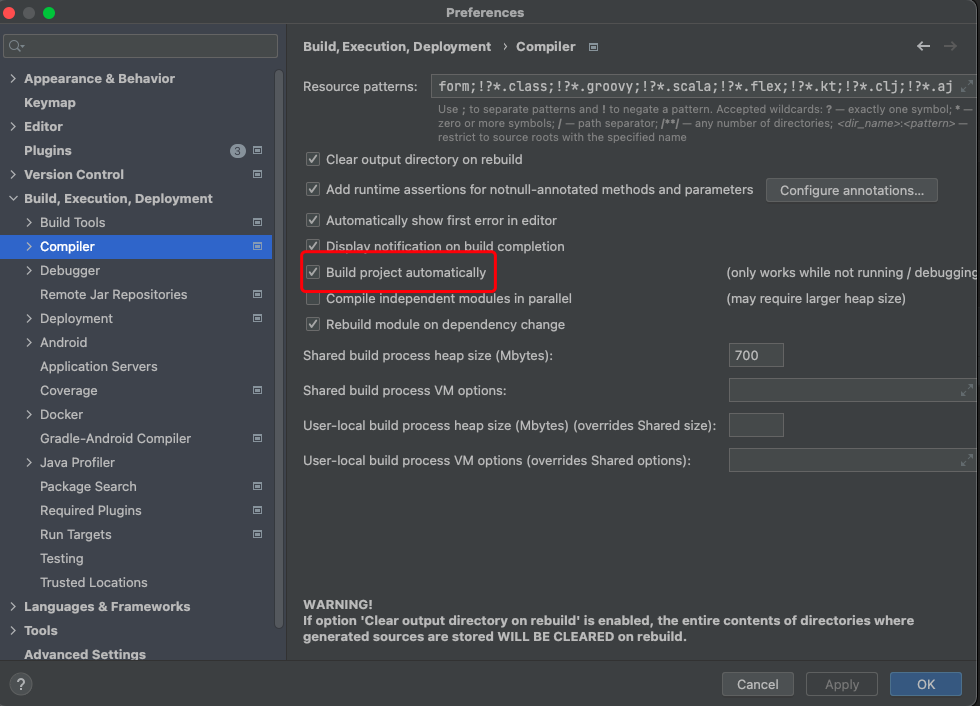 Preferences
Appearance & Behavior
Keymap
Editor
Plugins 3
Version Control
Build, Execution, Deployment
Build Tools
Compiler
Debugger
Remote Jar Repositories
Deployment
Android
Application Servers
Coverage
Docker
Gradle-Android Compiler
Java Profiler
Package Search
Required Plugins
Run Targets
Testing
Trusted Locations
Languages & Frameworks
Tools
Advanced Settings
Build, Execution, Deployment › Compiler
Resource patterns: form;!?*.class;!?*.groovy;!?*.scala;!?*.flex;!?*.kt;!?*.clj;!?*.aj
Use ; to separate patterns and ! to negate a pattern. Accepted wildcards: ? — exactly one symbol; * —
zero or more symbols; / — path separator; /**/ — any number of directories; <dir_name>:<pattern> —
restrict to source roots with the specified name
Clear output directory on rebuild
Add runtime assertions for notnull-annotated methods and parameters Configure annotations...
Automatically show first error in editor
Display notification on build completion
Build project automatically (only works while not running / debugging
Compile independent modules in parallel (may require larger heap size)
Rebuild module on dependency change
Shared build process heap size (Mbytes): 700
Shared build process VM options:
User-local build process heap size (Mbytes) (overrides Shared size):
User-local build process VM options (overrides Shared options):
WARNING!
If option 'Clear output directory on rebuild' is enabled, the entire contents of directories where
generated sources are stored WILL BE CLEARED on rebuild.
? Cancel Apply OK